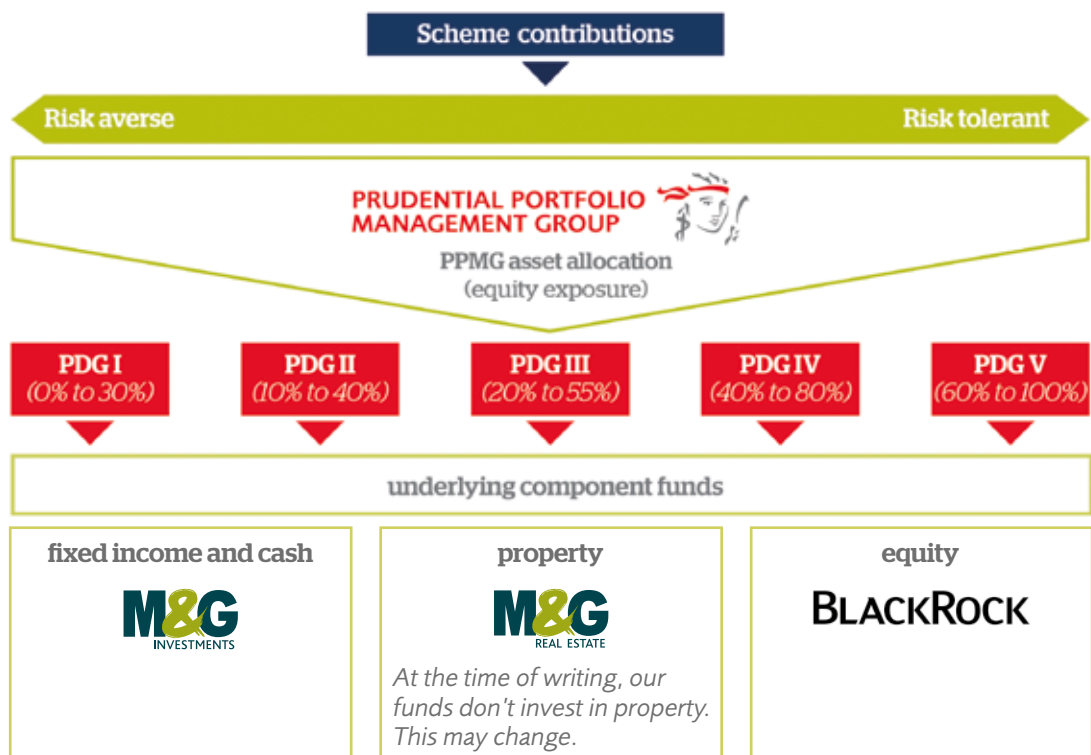 Scheme contributions
Risk averse
Risk tolerant
PRUDENTIAL PORTFOLIO
MANAGEMENT GROUP
PPMG asset allocation
(equity exposure)
PDG I
(0% to 30%)
PDG II
(10% to 40%)
PDG III
(20% to 55%)
PDG IV
(40% to 80%)
PDG V
(60% to 100%)
underlying component funds
fixed income and cash
M&G
INVESTMENTS
property
M&G
REAL ESTATE
At the time of writing, our
funds don't invest in property.
This may change.
equity
BLACKROCK